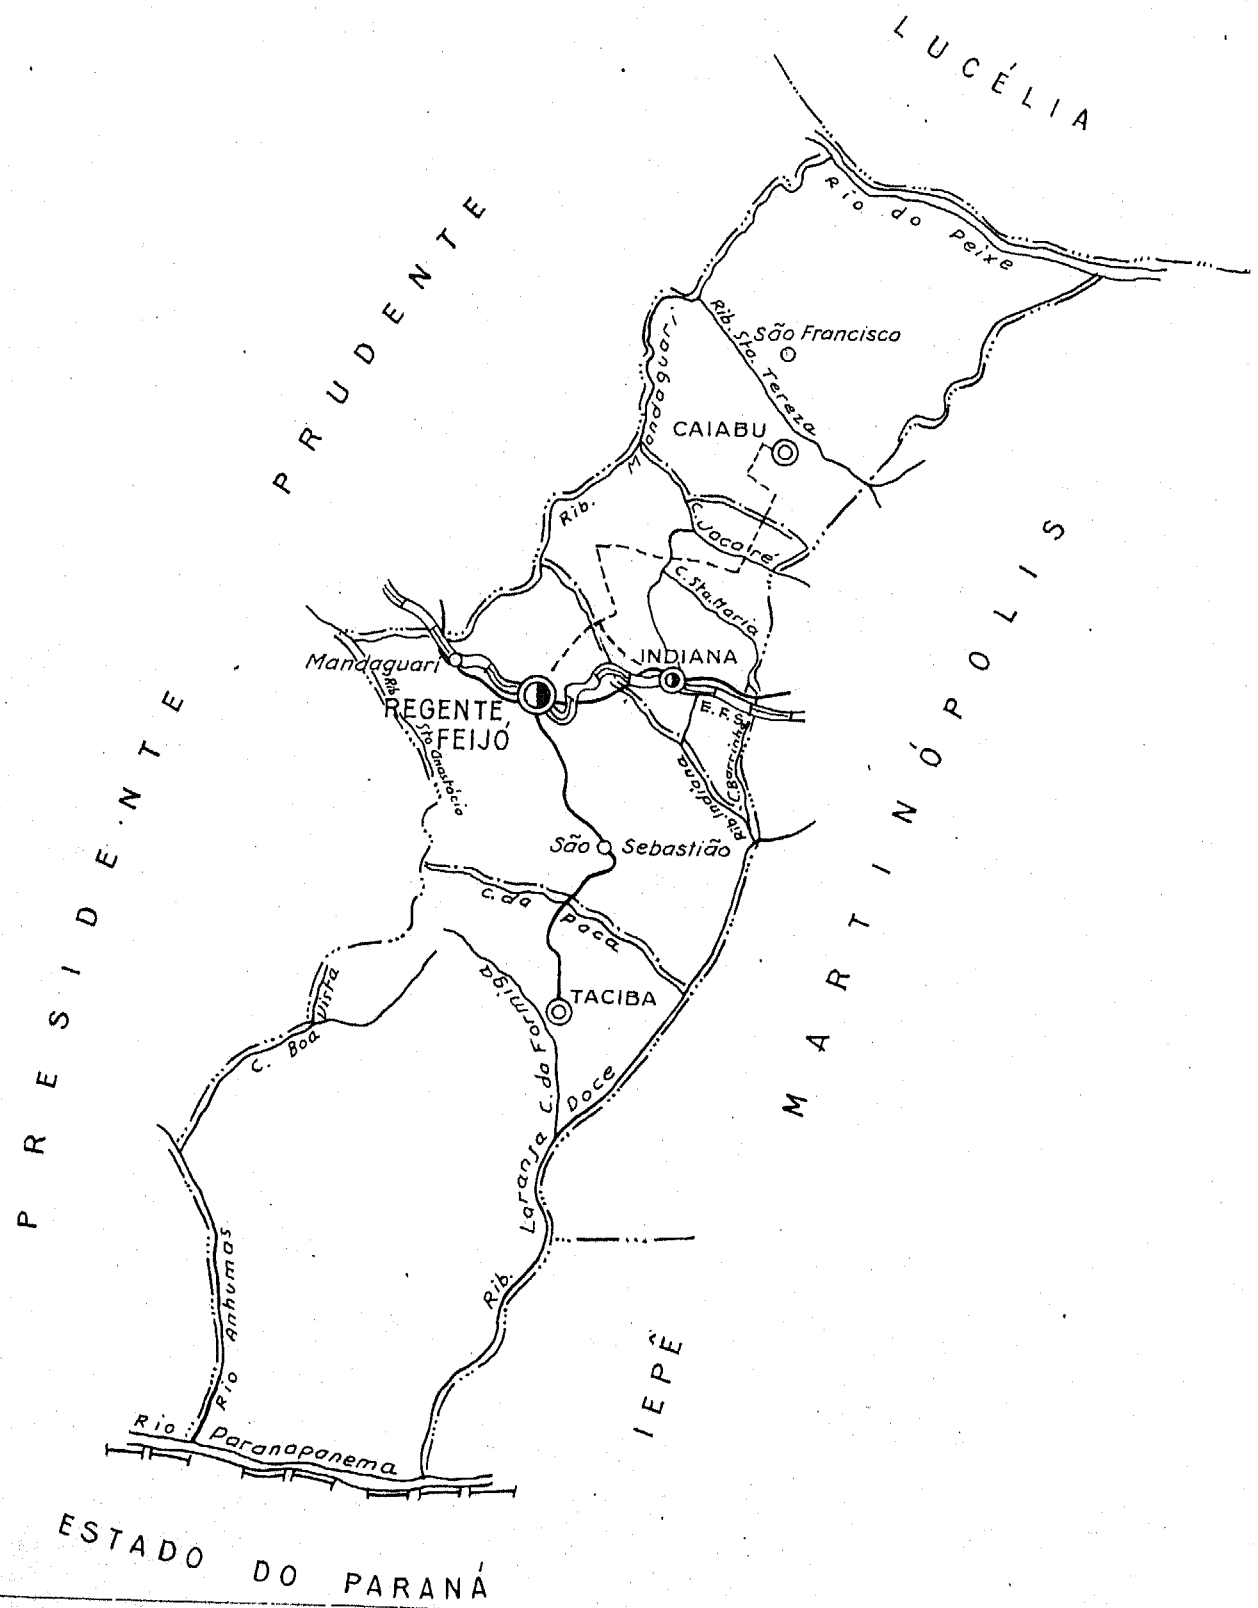 LUCÉLIA
PRESIDENTE PRUDENTE
Rio do Peixe
Rib. Sta. Tereza
São Francisco
CAIABU
Rib. Mandaguari
C. Jacaré
C. Sta. Maria
INDIANA
Mandaguari
REGENTE
FEIJÓ
E. F. S.
Rib. Sto Anastácio
C. Barrinha
Rib. Indiana
São Sebastião
C. da Paca
TACIBA
C. da Formiga
C. Boa Vista
Rib. Laranja Doce
Rio Anhumas
Rio Paranapanema
MARTINÓPOLIS
IEPÊ
ESTADO DO PARANÁ